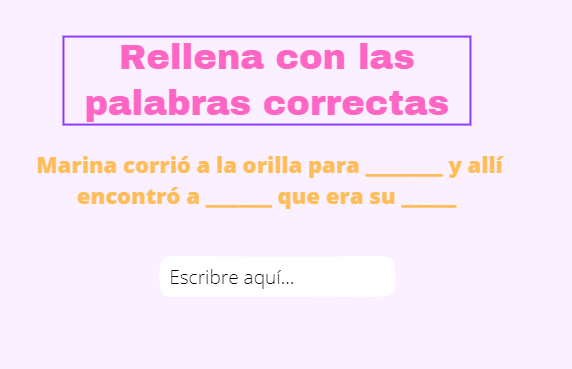 Rellena con las
palabras correctas
Marina corrió a la orilla para _______ y allí
encontró a ______ que era su _____
Escribre aquí...